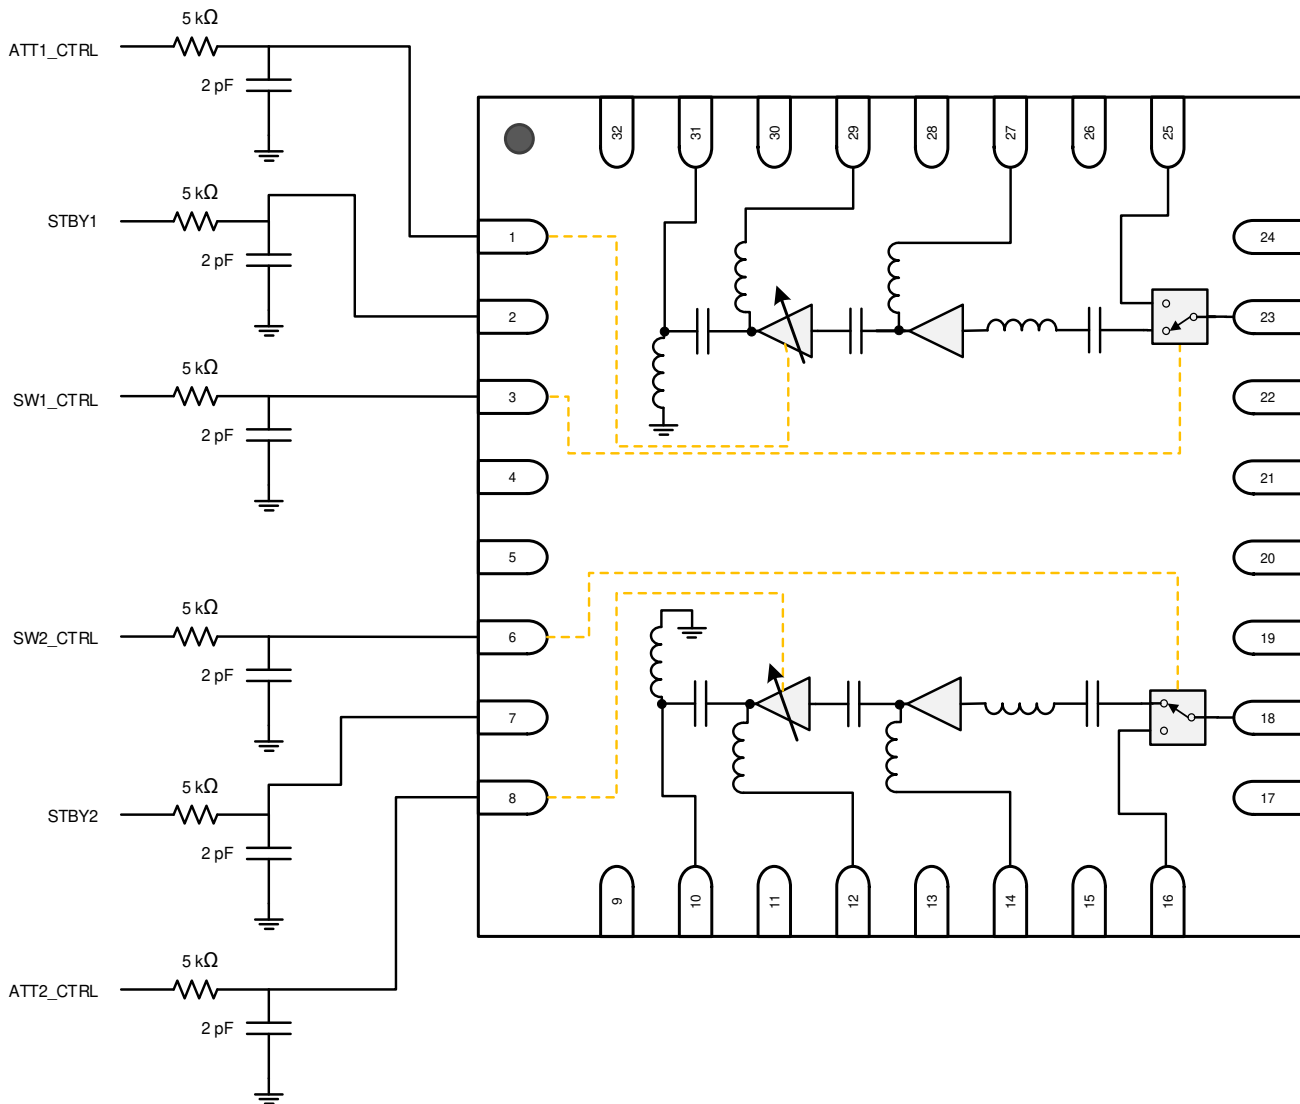 5 kΩ
ATT1_CTRL
2 pF
32 31 30 29 28 27 26 25
5 kΩ
STBY1
1
24
2 pF
2
23
5 kΩ
SW1_CTRL
3
22
2 pF
4
21
5
20
5 kΩ
SW2_CTRL
6
19
2 pF
7
18
5 kΩ
STBY2
8
17
2 pF
9 10 11 12 13 14 15 16
5 kΩ
ATT2_CTRL
2 pF